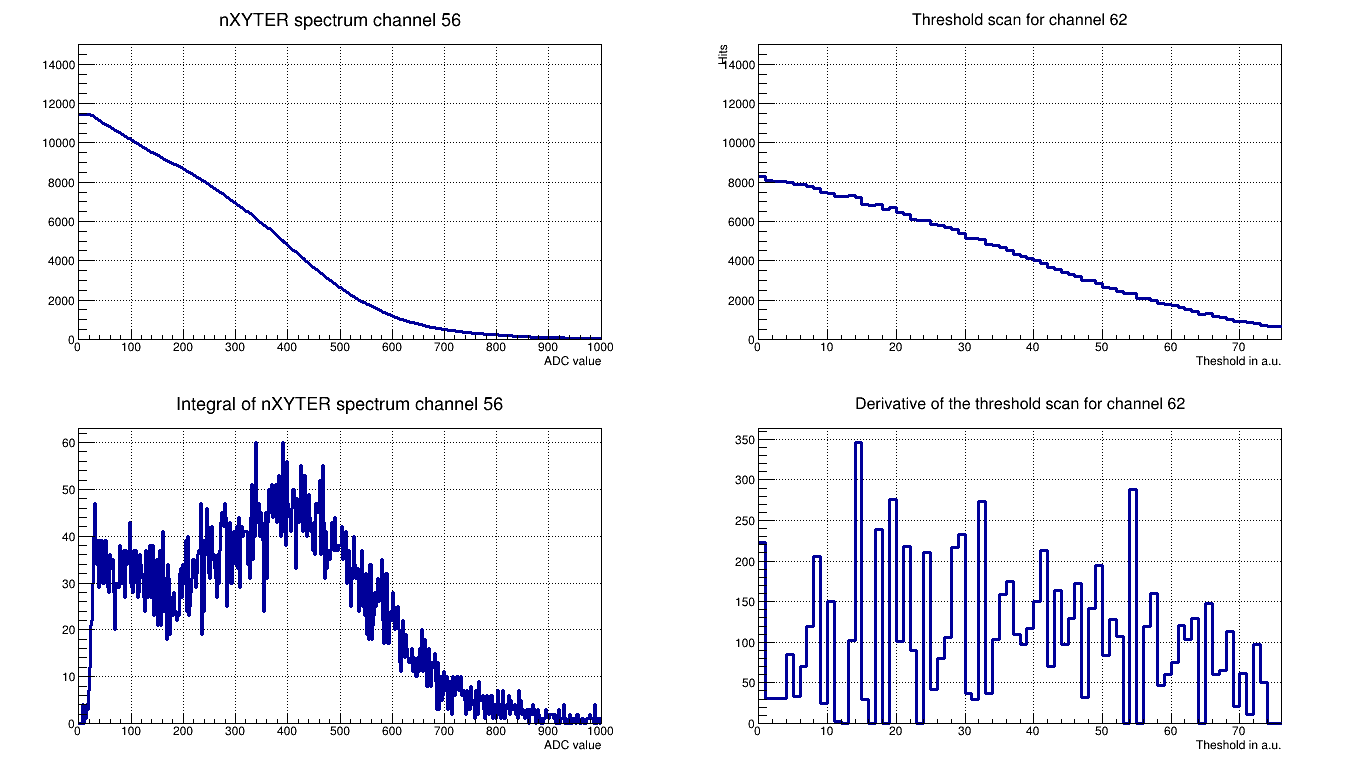 nXYTER spectrum channel 56
14000
12000
10000
8000
6000
4000
2000
0
0 100 200 300 400 500 600 700 800 900 1000
ADC value
Threshold scan for channel 62
Hits
14000
12000
10000
8000
6000
4000
2000
0
0 10 20 30 40 50 60 70
Theshold in a.u.
Integral of nXYTER spectrum channel 56
60
50
40
30
20
10
0
0 100 200 300 400 500 600 700 800 900 1000
ADC value
Derivative of the threshold scan for channel 62
350
300
250
200
150
100
50
0
0 10 20 30 40 50 60 70
Theshold in a.u.